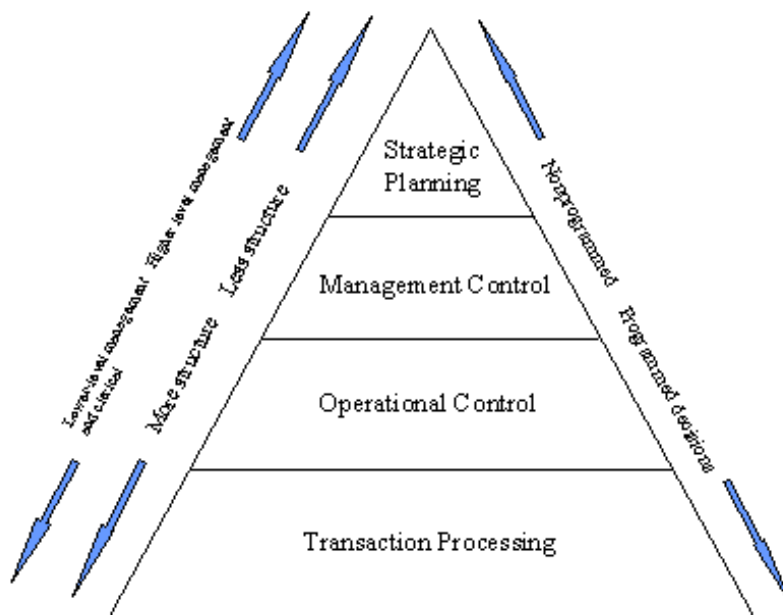 Strategic
Planning
Management Control
Operational Control
Transaction Processing
Higher level management
Lower-level management
and clerical
Less structure
More structure
Nonprogrammed
Programmed decisions